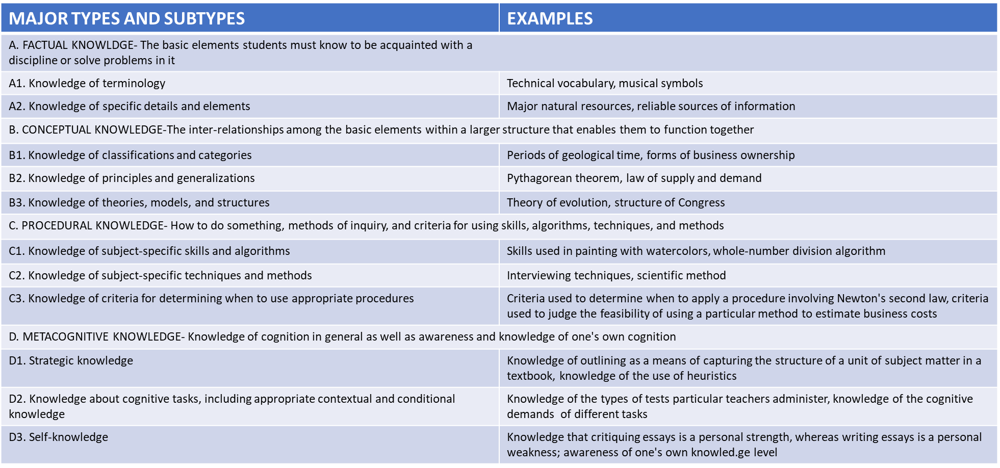 MAJOR TYPES AND SUBTYPES
EXAMPLES
A. FACTUAL KNOWLDGE- The basic elements students must know to be acquainted with a
discipline or solve problems in it
A1. Knowledge of terminology
Technical vocabulary, musical symbols
A2. Knowledge of specific details and elements
Major natural resources, reliable sources of information
B. CONCEPTUAL KNOWLEDGE-The inter-relationships among the basic elements within a larger structure that enables them to function together
B1. Knowledge of classifications and categories
Periods of geological time, forms of business ownership
B2. Knowledge of principles and generalizations
Pythagorean theorem, law of supply and demand
B3. Knowledge of theories, models, and structures
Theory of evolution, structure of Congress
C. PROCEDURAL KNOWLEDGE- How to do something, methods of inquiry, and criteria for using skills, algorithms, techniques, and methods
C1. Knowledge of subject-specific skills and algorithms
Skills used in painting with watercolors, whole-number division algorithm
C2. Knowledge of subject-specific techniques and methods
Interviewing techniques, scientific method
C3. Knowledge of criteria for determining when to use appropriate procedures
Criteria used to determine when to apply a procedure involving Newton's second law, criteria
used to judge the feasibility of using a particular method to estimate business costs
D. METACOGNITIVE KNOWLEDGE- Knowledge of cognition in general as well as awareness and knowledge of one's own cognition
D1. Strategic knowledge
Knowledge of outlining as a means of capturing the structure of a unit of subject matter in a
textbook, knowledge of the use of heuristics
D2. Knowledge about cognitive tasks, including appropriate contextual and conditional
knowledge
Knowledge of the types of tests particular teachers administer, knowledge of the cognitive
demands of different tasks
D3. Self-knowledge
Knowledge that critiquing essays is a personal strength, whereas writing essays is a personal
weakness; awareness of one's own knowled.ge level